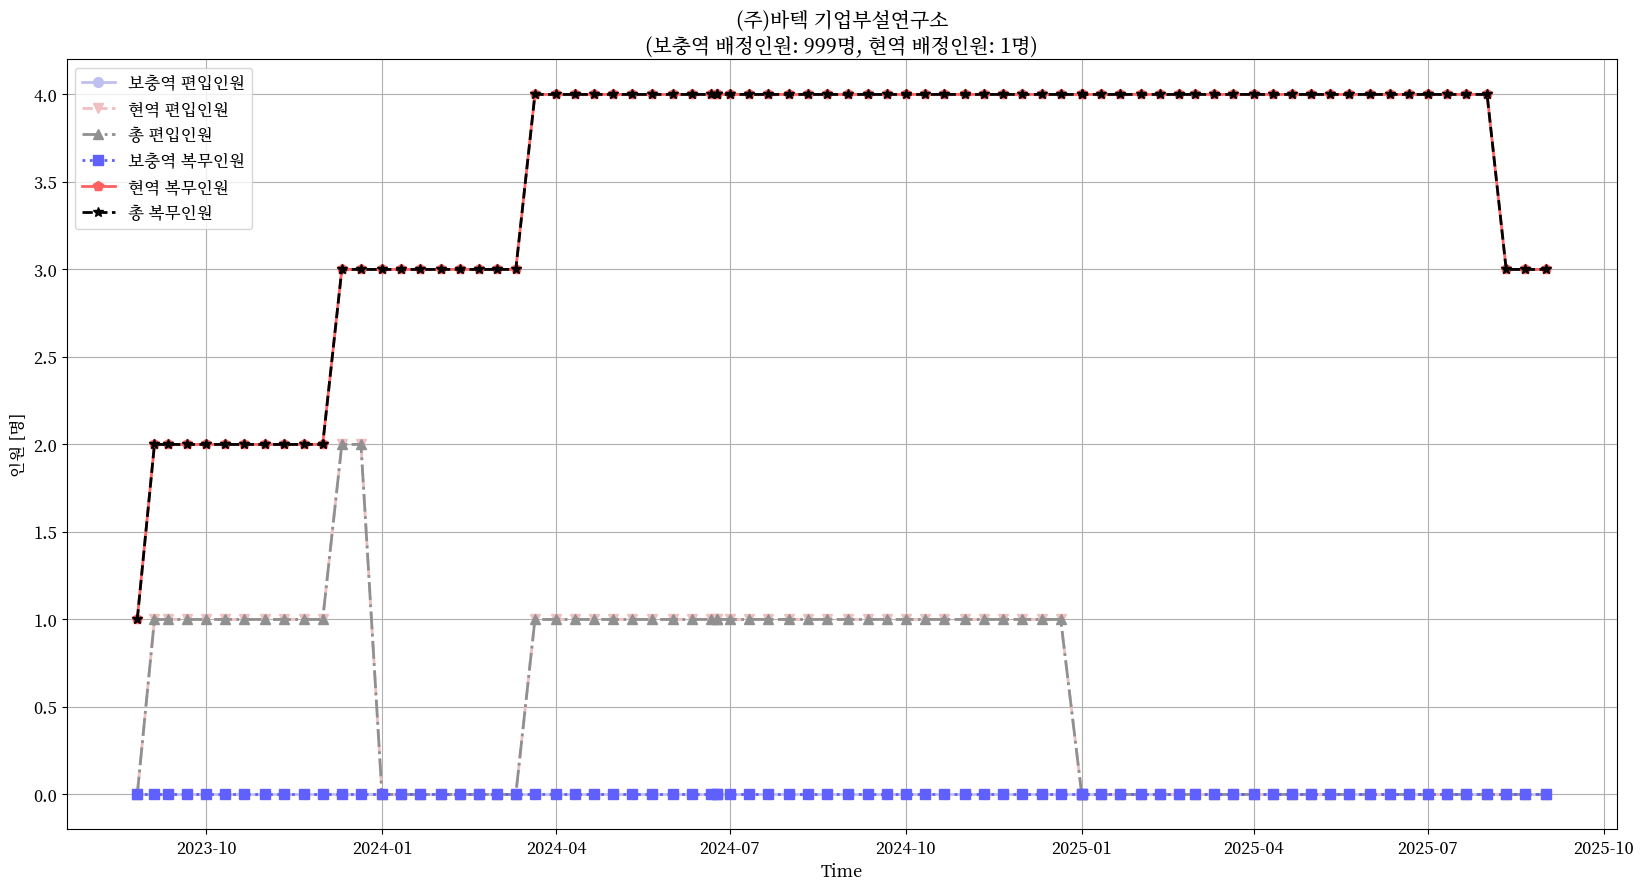 (주)바텍 기업부설연구소
(보충역 배정인원: 999명, 현역 배정인원: 1명)
보충역 편입인원
현역 편입인원
총 편입인원
보충역 복무인원
현역 복무인원
총 복무인원
4.0
3.5
3.0
2.5
2.0
1.5
1.0
0.5
0.0
인원 [명]
2023-10
2024-01
2024-04
2024-07
2024-10
2025-01
2025-04
2025-07
2025-10
Time